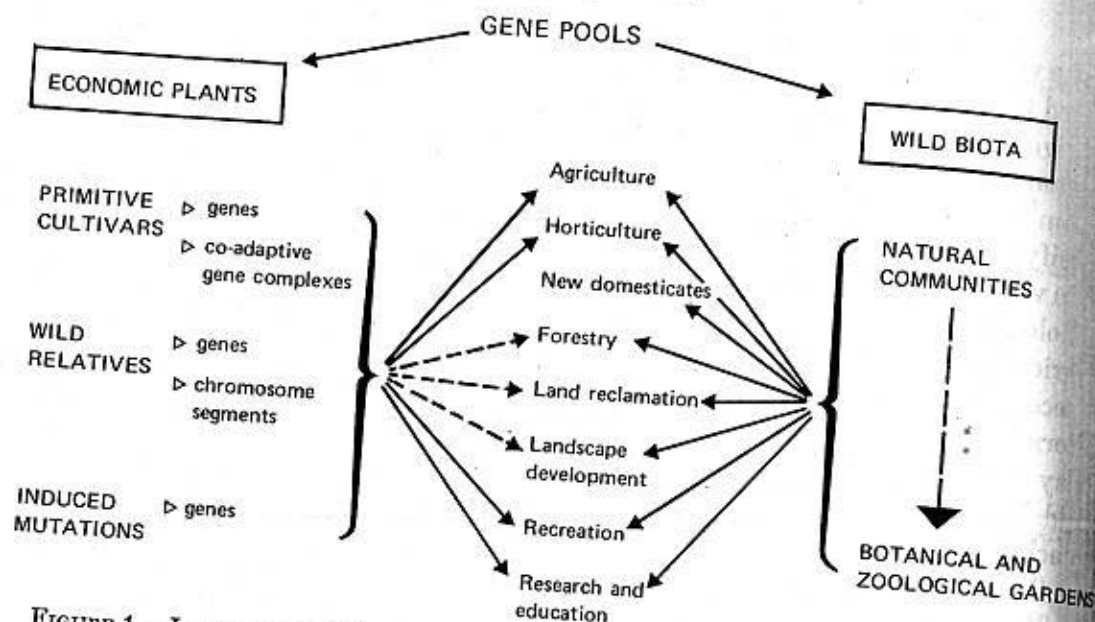 GENE POOLS
ECONOMIC PLANTS
WILD BIOTA
PRIMITIVE
CULTIVARS
▷ genes
▷ co-adaptive
gene complexes
WILD
RELATIVES
▷ genes
▷ chromosome
segments
INDUCED
MUTATIONS
▷ genes
Agriculture
Horticulture
New domesticates
Forestry
Land reclamation
Landscape
development
Recreation
Research and
education
NATURAL
COMMUNITIES
BOTANICAL AND
ZOOLOGICAL GARDENS
FIGURE 1